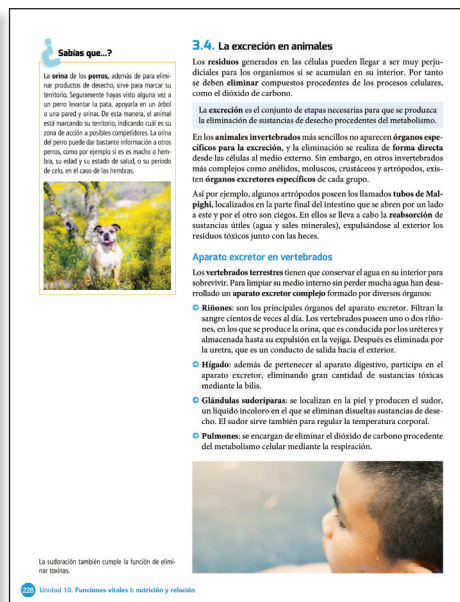 ¿ Sabías que...?
La orina de los perros, además de para elimi-
nar productos de desecho, sirve para marcar su
territorio. Seguramente hayas visto alguna vez a
un perro levantar la pata, apoyarla en un árbol
o una pared y orinar. De esta manera, el animal
está marcando su territorio, indicando cuál es su
zona de acción a posibles competidores. La orina
del perro puede dar bastante información a otros
perros, como por ejemplo si es es macho o hem-
bra, su edad y su estado de salud, o su periodo
de celo, en el caso de las hembras.
3.4. La excreción en animales
Los residuos generados en las células pueden llegar a ser muy perju-
diciales para los organismos si se acumulan en su interior. Por tanto
se deben eliminar compuestos procedentes de los procesos celulares,
como el dióxido de carbono.
La excreción es el conjunto de etapas necesarias para que se produzca
la eliminación de sustancias de desecho procedentes del metabolismo.
En los animales invertebrados más sencillos no aparecen órganos espe-
cíficos para la excreción, y la eliminación se realiza de forma directa
desde las células al medio externo. Sin embargo, en otros invertebrados
más complejos como anélidos, moluscos, crustáceos y artrópodos, exis-
ten órganos excretores específicos de cada grupo.
Así por ejemplo, algunos artrópodos poseen los llamados tubos de Mal-
pighi, localizados en la parte final del intestino que se abren por un lado
a este y por el otro son ciegos. En ellos se lleva a cabo la reabsorción de
sustancias útiles (agua y sales minerales), expulsándose al exterior los
residuos tóxicos junto con las heces.
Aparato excretor en vertebrados
Los vertebrados terrestres tienen que conservar el agua en su interior para
sobrevivir. Para limpiar su medio interno sin perder mucha agua han desa-
rrollado un aparato excretor complejo formado por diversos órganos:
Riñones: son los principales órganos del aparato excretor. Filtran la
sangre cientos de veces al día. Los vertebrados poseen uno o dos riño-
nes, en los que se produce la orina, que es conducida por los uréteres y
almacenada hasta su expulsión en la vejiga. Después es eliminada por
la uretra, que es un conducto de salida hacia el exterior.
Hígado: además de pertenecer al aparato digestivo, participa en el
aparato excretor, eliminando gran cantidad de sustancias tóxicas
mediante la bilis.
Glándulas sudoríparas: se localizan en la piel y producen el sudor,
un líquido incoloro en el que se eliminan disueltas sustancias de dese-
cho. El sudor sirve también para regular la temperatura corporal.
Pulmones: se encargan de eliminar el dióxido de carbono procedente
del metabolismo celular mediante la respiración.
La sudoración también cumple la función de elimi-
nar toxinas.
228 Unidad 10. Funciones vitales I: nutrición y relación